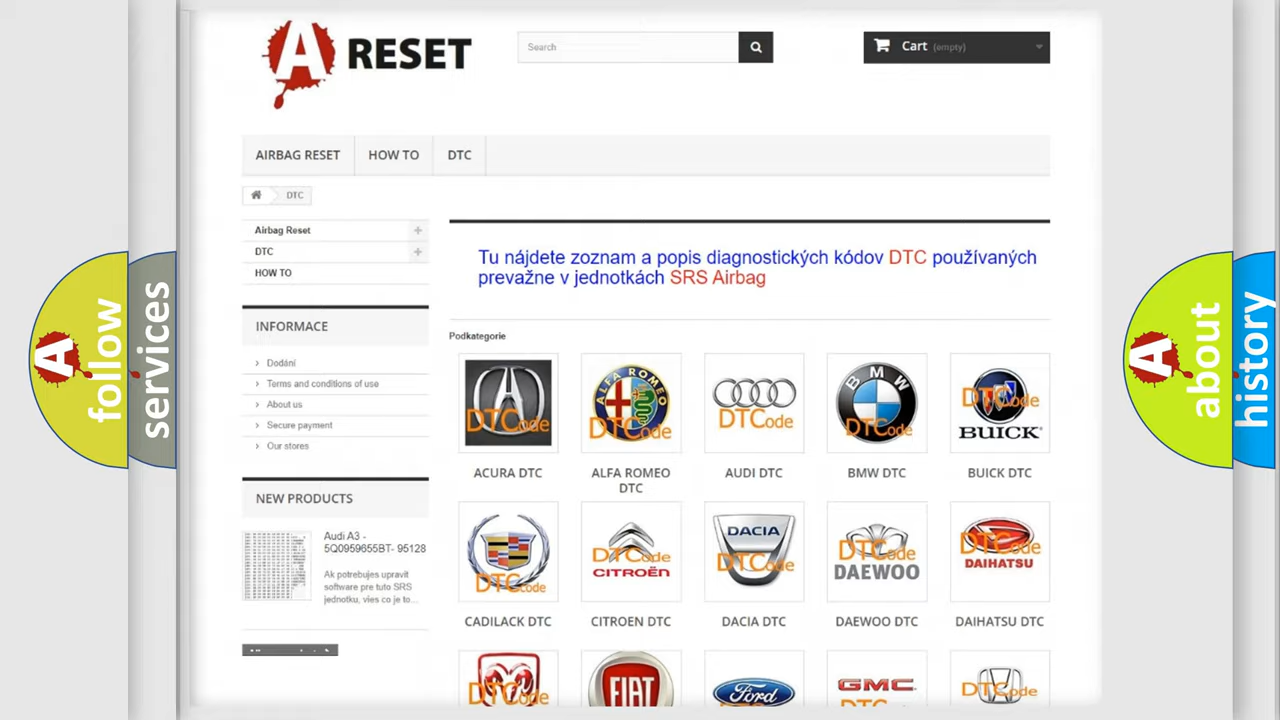 A RESET
Search
Cart (empty)
AIRBAG RESET
HOW TO
DTC
DTC
Airbag Reset
DTC
HOW TO
INFORMACE
Dodání
Terms and conditions of use
About us
Secure payment
Our stores
NEW PRODUCTS
Audi A3 -
5Q0959655BT- 95128
Ak potrebujes upravit
software pre tuto SRS
jednotku, vies co je to...
Tu nájdete zoznam a popis diagnostických kódov DTC používaných
prevažne v jednotkách SRS Airbag
Podkategorie
DTCode
ALFA ROMEO
DTCode
DTCode
BMW
DTCode
DTCode
BUICK
ACURA DTC
ALFA ROMEO
DTC
AUDI DTC
BMW DTC
BUICK DTC
DTCode
DTCode
CITROËN
DACIA
DTCode
DTCode
DAEWOO
DTCode
DAIHATSU
CADILACK DTC
CITROEN DTC
DACIA DTC
DAEWOO DTC
DAIHATSU DTC
DTCode
FIAT
Ford
GMC
DTCode
A follow
services
A about
history